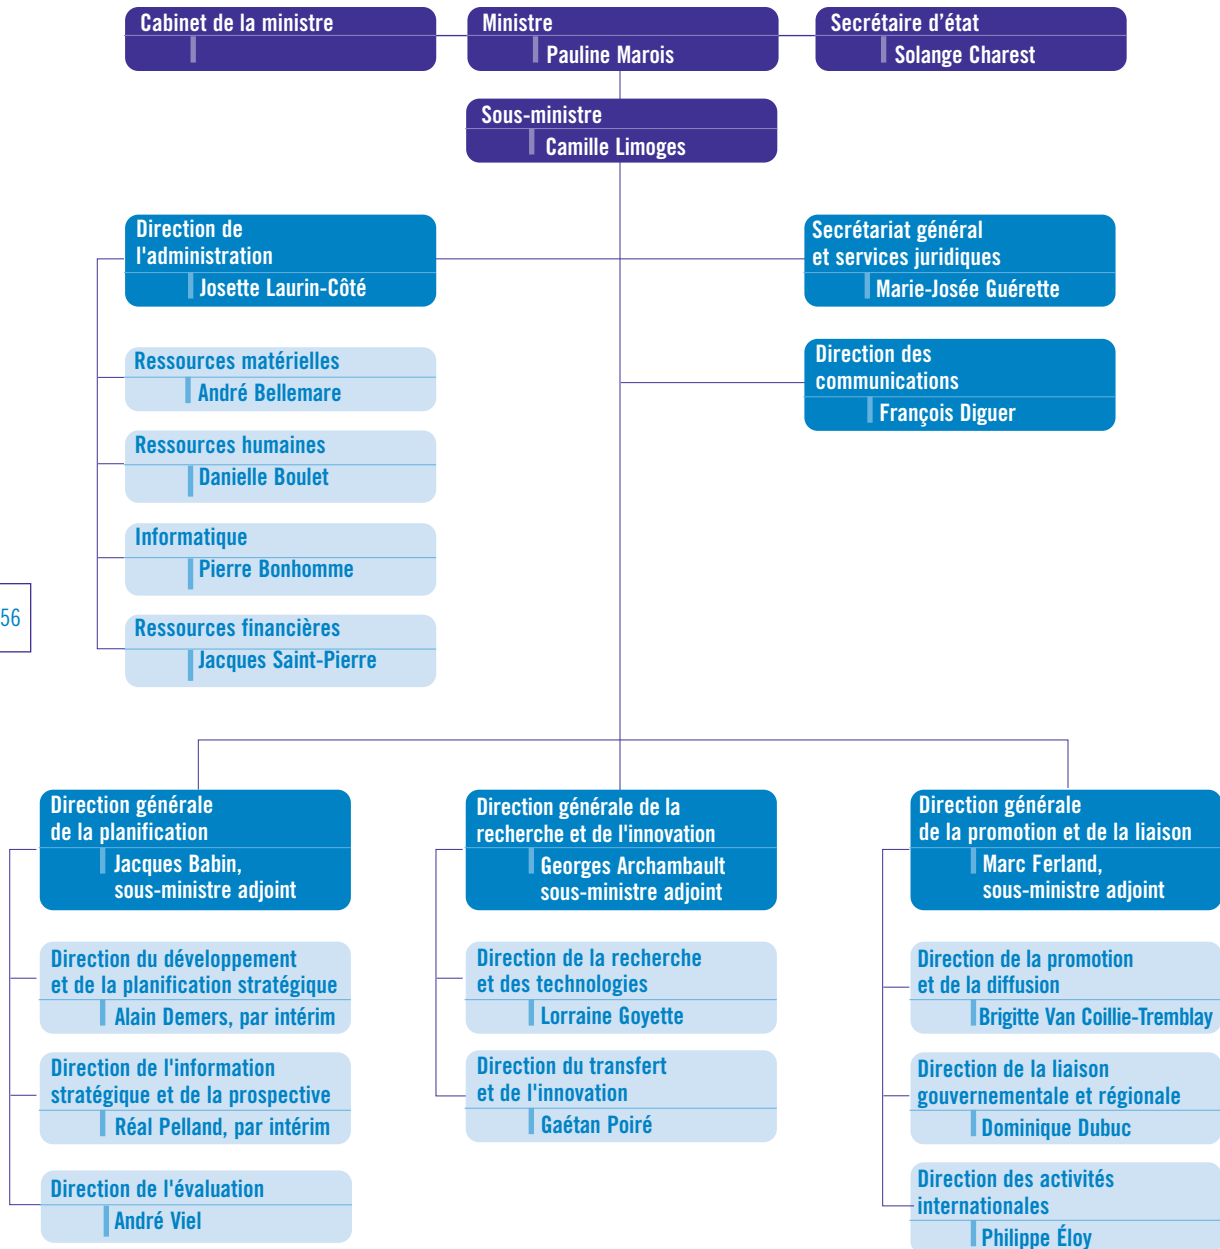 Cabinet de la ministre
Ministre
Pauline Marois
Secrétaire d'état
Solange Charest
Sous-ministre
Camille Limoges
Direction de
l'administration
Josette Laurin-Côté
Secrétariat général
et services juridiques
Marie-Josée Guérette
Ressources matérielles
André Bellemare
Direction des
communications
François Diguer
Ressources humaines
Danielle Boulet
Informatique
Pierre Bonhomme
56
Ressources financières
Jacques Saint-Pierre
Direction générale
de la planification
Jacques Babin,
sous-ministre adjoint
Direction du développement
et de la planification stratégique
Alain Demers, par intérim
Direction de l'information
stratégique et de la prospective
Réal Pelland, par intérim
Direction de l'évaluation
André Viel
Direction générale de la
recherche et de l'innovation
Georges Archambault
sous-ministre adjoint
Direction de la recherche
et des technologies
Lorraine Goyette
Direction du transfert
et de l'innovation
Gaétan Poiré
Direction générale
de la promotion et de la liaison
Marc Ferland,
sous-ministre adjoint
Direction de la promotion
et de la diffusion
Brigitte Van Coillie-Tremblay
Direction de la liaison
gouvernementale et régionale
Dominique Dubuc
Direction des activités
internationales
Philippe Éloy